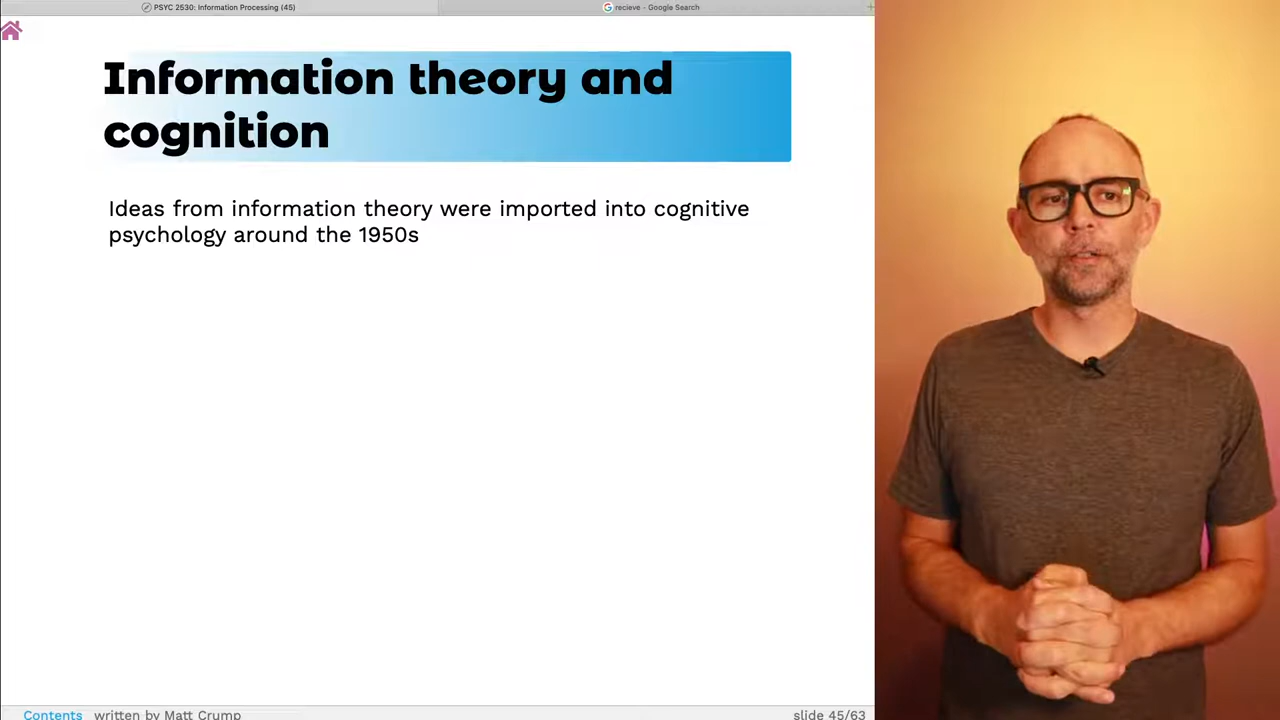 PSYC 2530: Information Processing (45)
recieve - Google Search
Information theory and
cognition
Ideas from information theory were imported into cognitive
psychology around the 1950s
Contents written by Matt Crump
slide 45/63